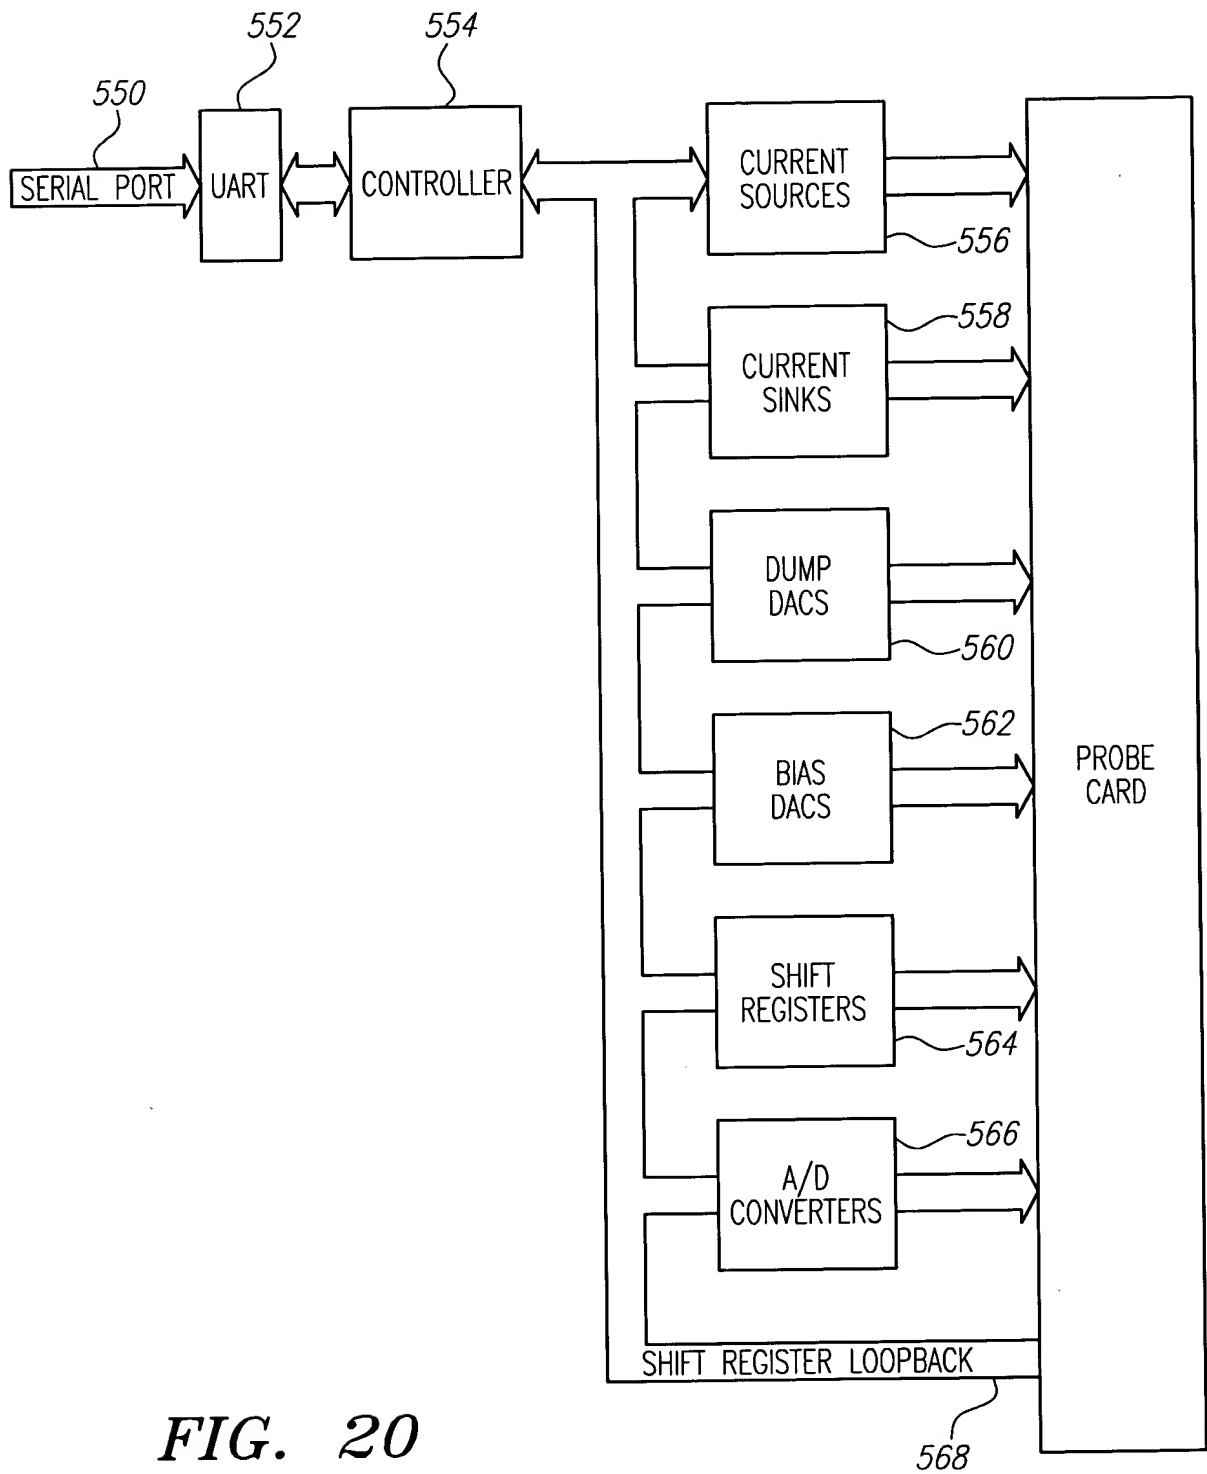 552
554
550
SERIAL PORT
UART
CONTROLLER
CURRENT
SOURCES
556
558
CURRENT
SINKS
DUMP
DACS
560
562
BIAS
DACS
PROBE
CARD
SHIFT
REGISTERS
564
566
A/D
CONVERTERS
SHIFT REGISTER LOOPBACK
568
FIG. 20